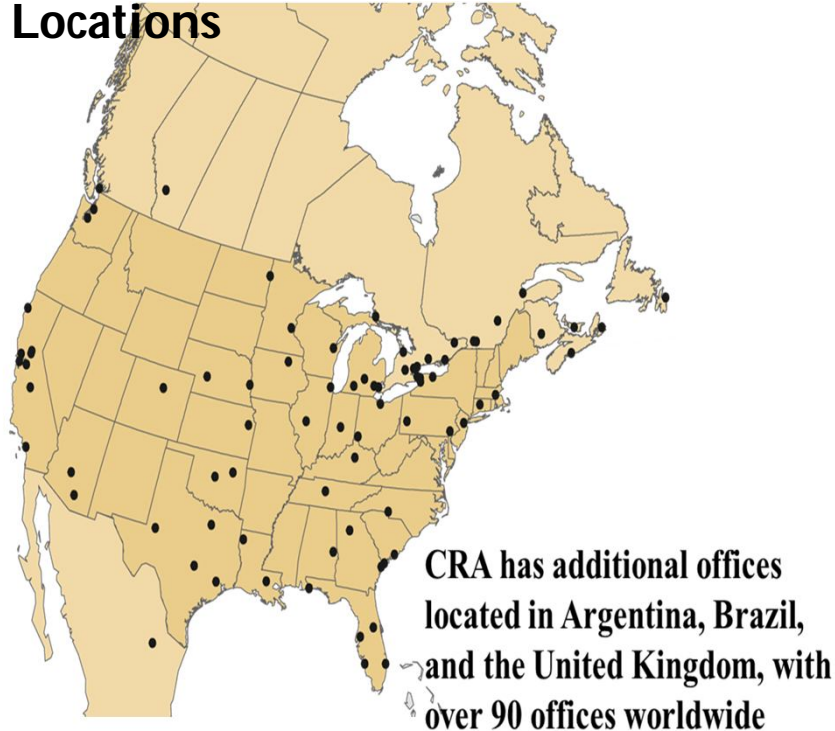 Locations
CRA has additional offices
located in Argentina, Brazil,
and the United Kingdom, with
over 90 offices worldwide